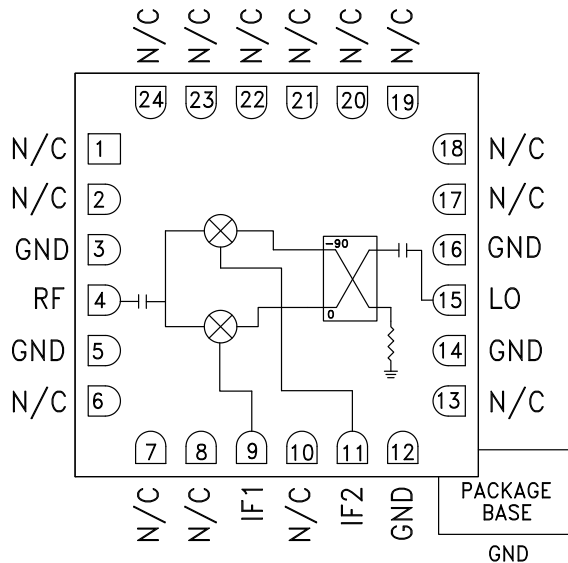 N/C N/C N/C N/C N/C N/C
24 23 22 21 20 19
N/C 1 18 N/C
N/C 2 17 N/C
GND 3 16 GND
-90
RF 4 15 LO
0
GND 5 14 GND
N/C 6 13 N/C
7 8 9 10 11 12
N/C N/C IF1 N/C IF2 GND
PACKAGE
BASE
GND